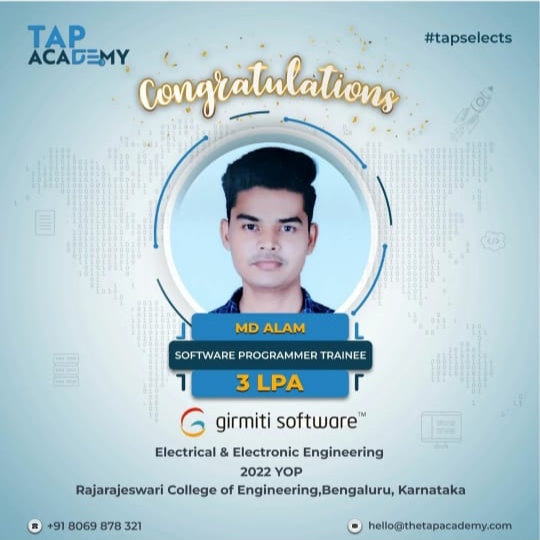 TAP
ACADEMY
#tapselects
Congratulations
MD ALAM
SOFTWARE PROGRAMMER TRAINEE
3 LPA
girmiti software™
Electrical & Electronic Engineering
2022 YOP
Rajarajeswari College of Engineering,Bengaluru, Karnataka
+91 8069 878 321
hello@thetapacademy.com